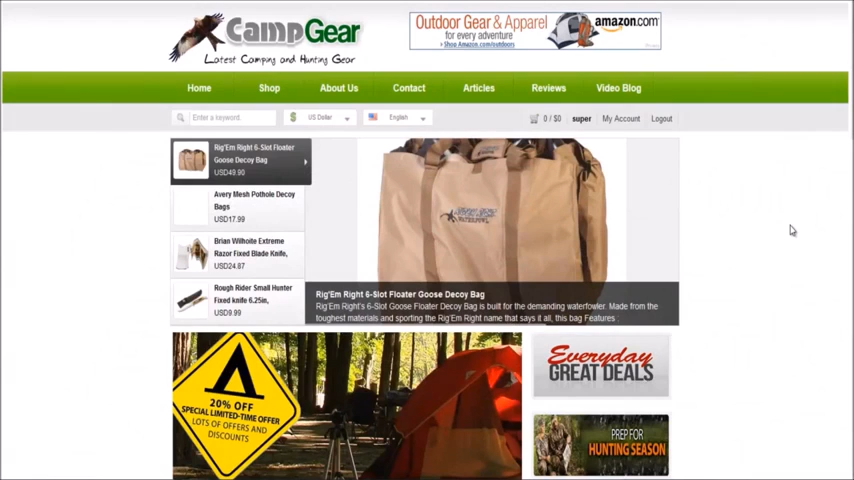 CampGear
Latest Camping and Hunting Gear
Outdoor Gear & Apparel
for every adventure
Shop Amazon.com/outdoors
amazon.com
Home
Shop
About Us
Contact
Articles
Reviews
Video Blog
Enter a keyword.
$ US Dollar
English
0 / $0
super
My Account
Logout
Rig'Em Right 6-Slot Floater
Goose Decoy Bag
USD49.90
Avery Mesh Pothole Decoy
Bags
USD17.99
Brian Wilhoite Extreme
Razor Fixed Blade Knife,
USD24.87
Rough Rider Small Hunter
Fixed knife 6.25in,
USD9.99
Rig'Em Right 6-Slot Floater Goose Decoy Bag
Rig'Em Right's 6-Slot Goose Floater Decoy Bag is built for the demanding waterfowler. Made from the
toughest materials and sporting the Rig'Em Right name that says it all, this bag Features :
20% OFF
SPECIAL LIMITED-TIME OFFER
LOTS OF OFFERS AND
DISCOUNTS
Everyday
GREAT DEALS
PREP FOR
HUNTING SEASON